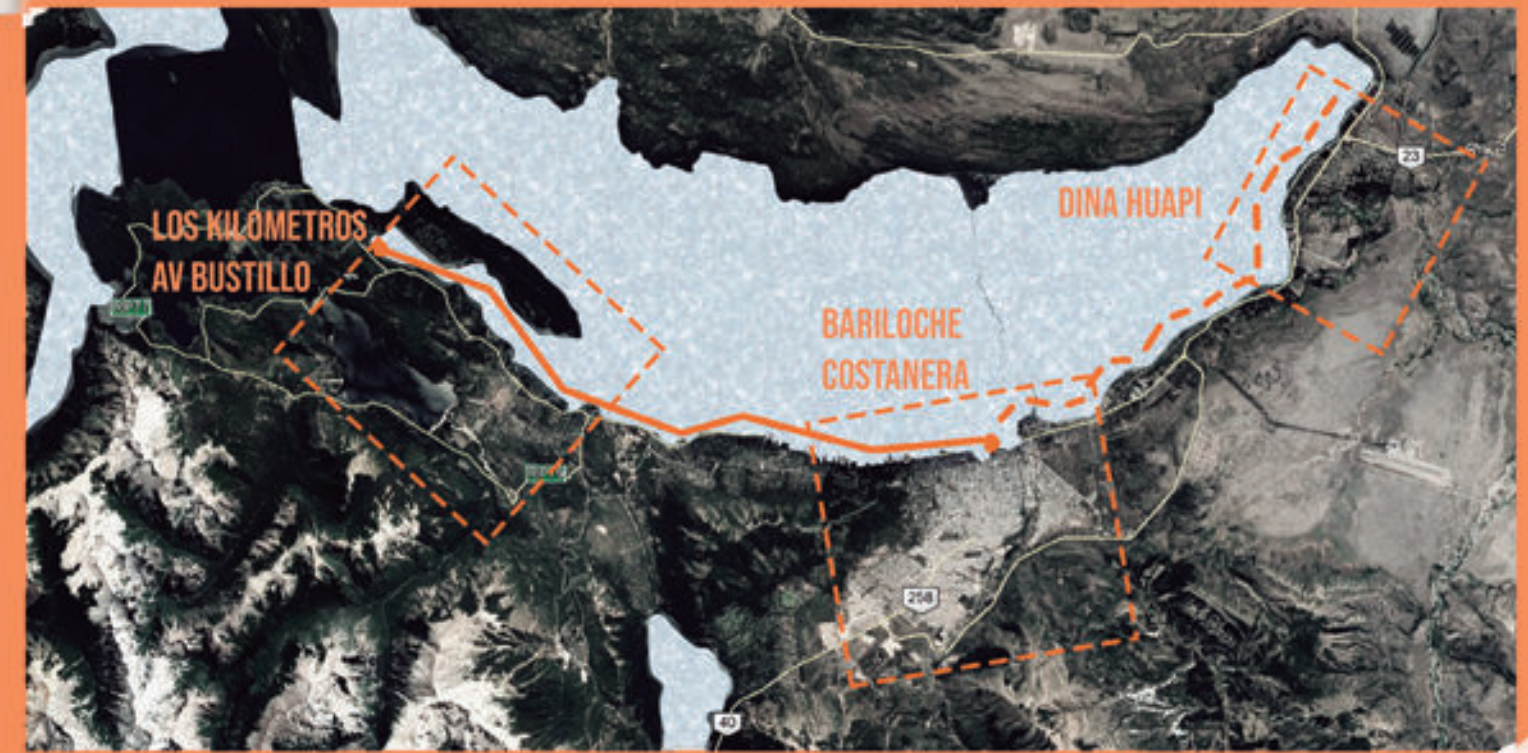 LOS KILOMETROS
AV BUSTILLO
BARILOCHE
COSTANERA
DINA HUAPI
23
258
40